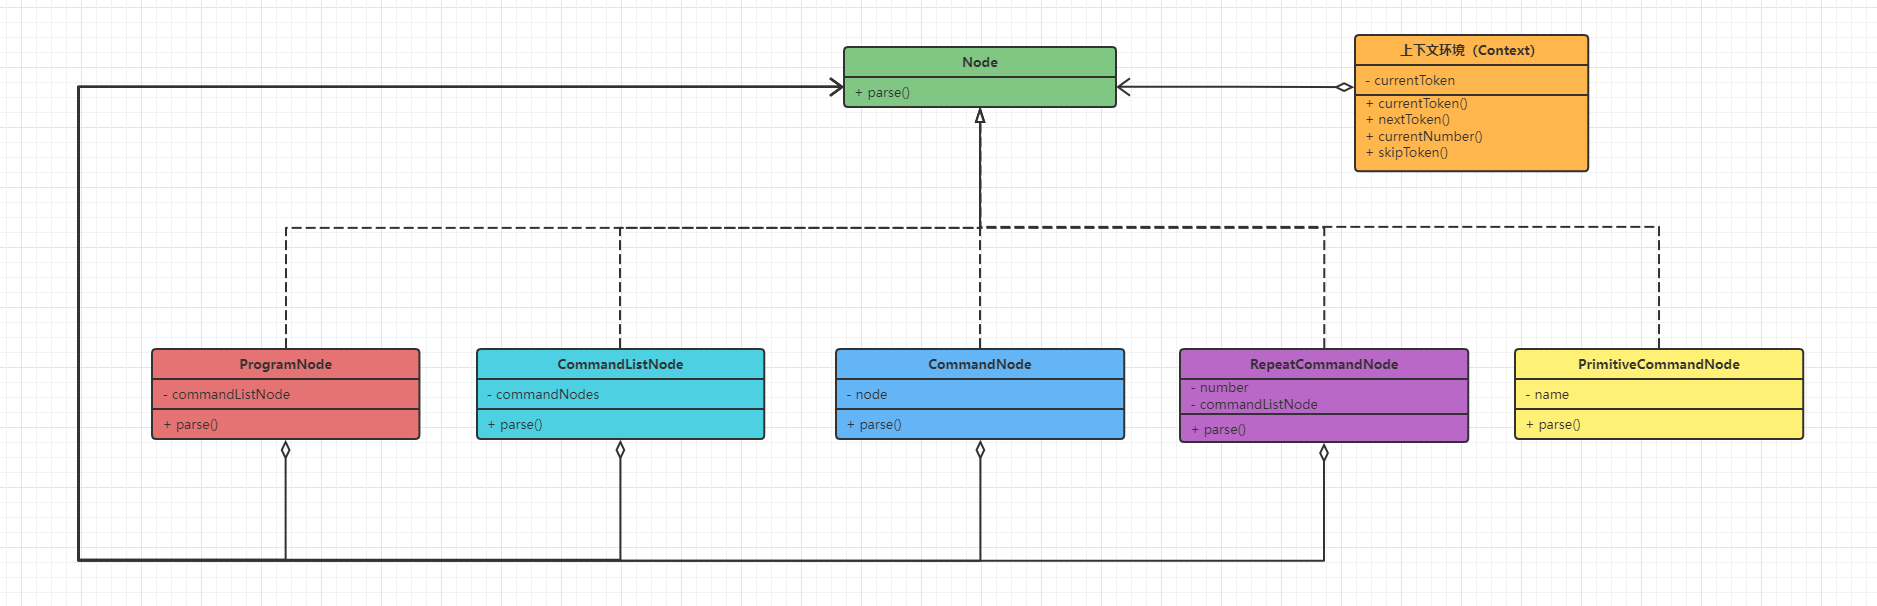 Node
+ parse()
上下文环境（Context）
- currentToken
+ currentToken()
+ nextToken()
+ currentNumber()
+ skipToken()
ProgramNode
- commandListNode
+ parse()
CommandListNode
- commandNodes
+ parse()
CommandNode
- node
+ parse()
RepeatCommandNode
- number
- commandListNode
+ parse()
PrimitiveCommandNode
- name
+ parse()